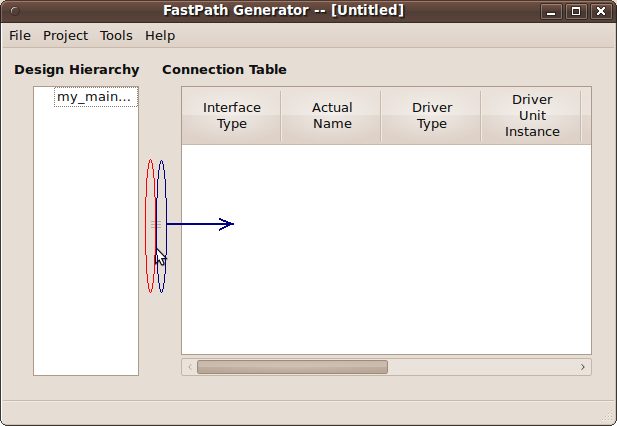 FastPath Generator -- [Untitled]
File Project Tools Help
Design Hierarchy Connection Table
my_main...
Interface
Type
Actual
Name
Driver
Type
Driver
Unit
Instance